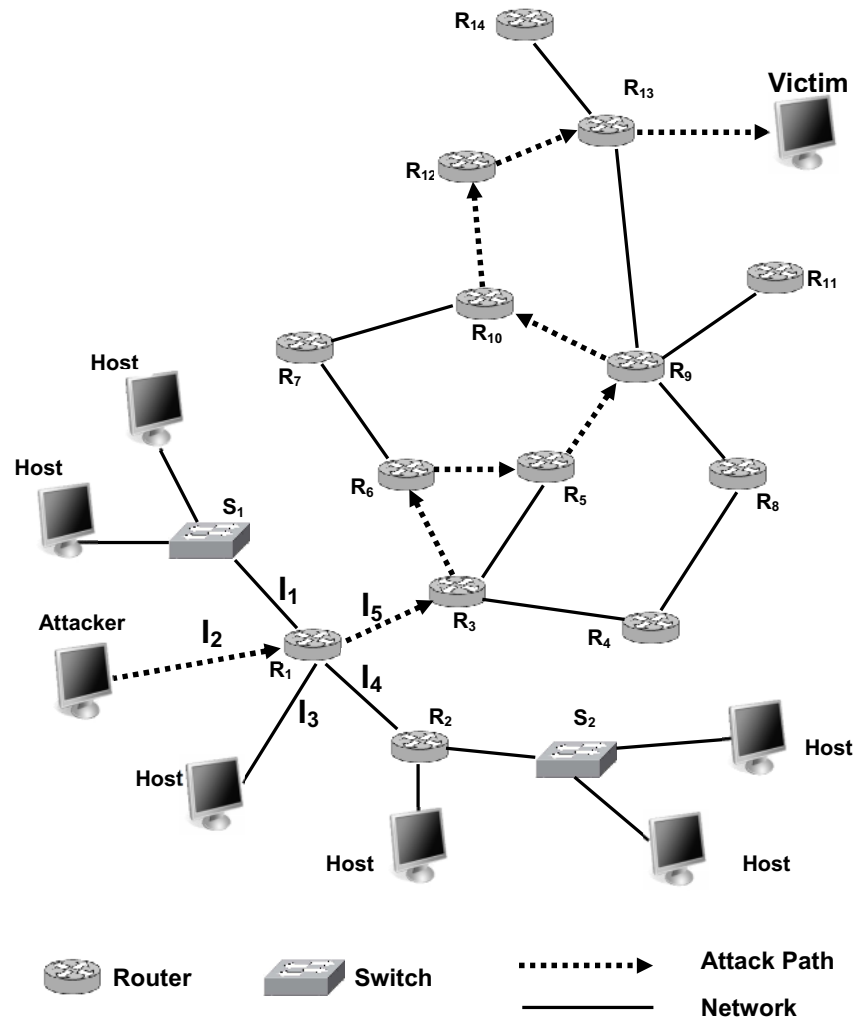 R14
R13
Victim
R12
R11
R10
R9
R7
Host
Host
R6
R5
R8
S1
I1
I5
R3
R4
Attacker
I2
R1
I4
I3
R2
S2
Host
Host
Host
Host
Router
Switch
Attack Path
Network